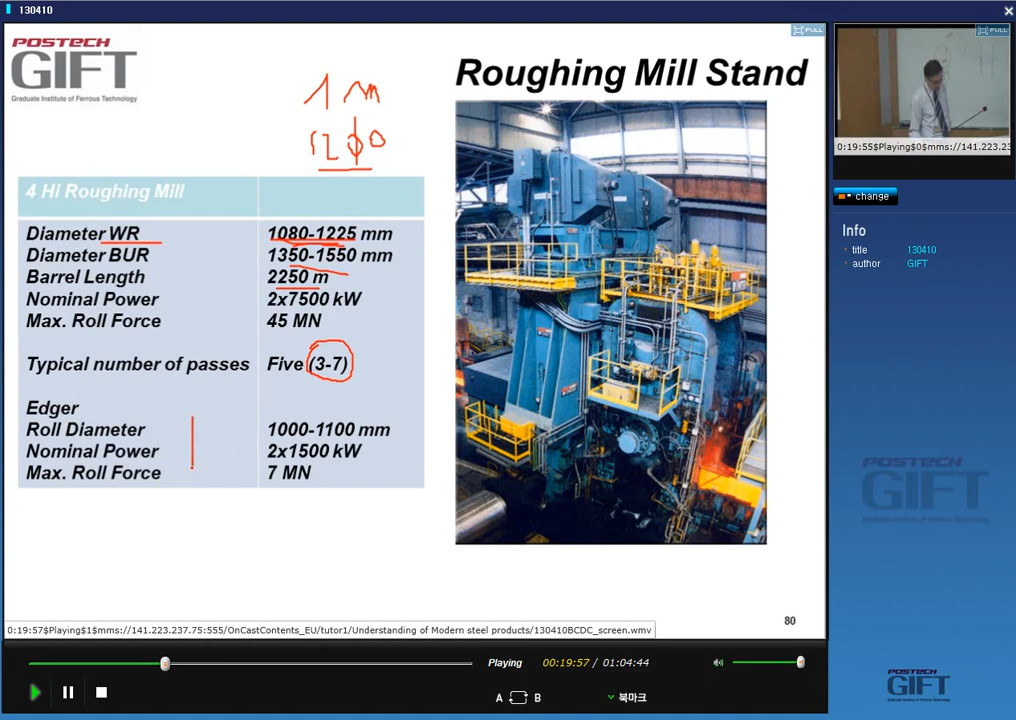 130410
POSTECH
GIFT
Graduate Institute of Ferrous Technology
Roughing Mill Stand
FULL
1 m
1200
4 Hi Roughing Mill
Diameter WR 1080-1225 mm
Diameter BUR 1350-1550 mm
Barrel Length 2250 m
Nominal Power 2x7500 kW
Max. Roll Force 45 MN
Typical number of passes Five (3-7)
Edger
Roll Diameter 1000-1100 mm
Nominal Power 2x1500 kW
Max. Roll Force 7 MN
80
0:19:57$Playing$1$mms://141.223.237.75:555/OnCastContents_EU/tutor1/Understanding of Modern steel products/130410BCDC_screen.wmv
Playing 00:19:57 / 01:04:44
A B 북마크
FULL
0:19:55$Playing$0$mms://141.223.23
change
Info
title 130410
author GIFT
POSTECH
GIFT
POSTECH
GIFT